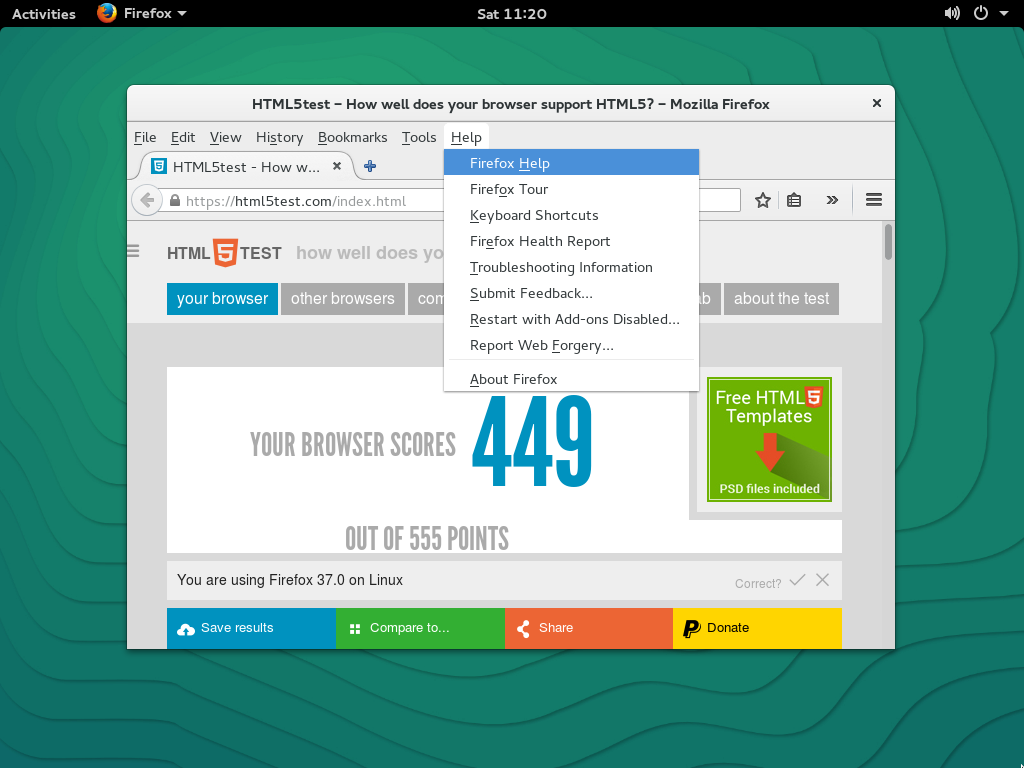 Activities Firefox Sat 11:20
HTML5test – How well does your browser support HTML5? – Mozilla Firefox
File Edit View History Bookmarks Tools Help
HTML5test - How w...
https://html5test.com/index.html
Firefox Help
Firefox Tour
Keyboard Shortcuts
Firefox Health Report
Troubleshooting Information
Submit Feedback...
Restart with Add-ons Disabled...
Report Web Forgery...
About Firefox
HTML 5 TEST how well does
your browser other browsers about the test
YOUR BROWSER SCORES 449
OUT OF 555 POINTS
Free HTML 5
Templates
PSD files included
You are using Firefox 37.0 on Linux Correct?
Save results Compare to... Share Donate